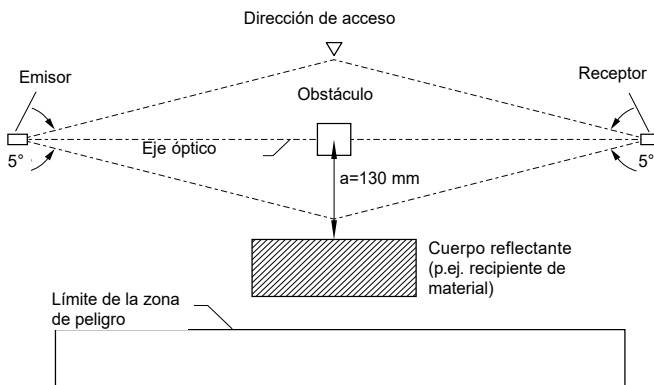 Dirección de acceso
Emisor
Receptor
Obstáculo
Eje óptico
5°
5°
a=130 mm
Cuerpo reflectante
(p.ej. recipiente de
material)
Límite de la zona
de peligro